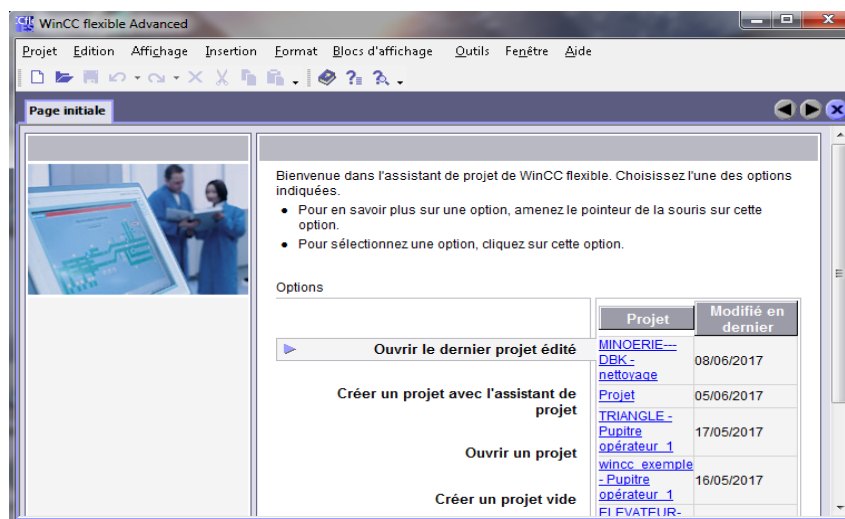 WinCC flexible Advanced
Projet Edition Affichage Insertion Format Blocs d'affichage Outils Fenêtre Aide
Page initiale
Bienvenue dans l'assistant de projet de WinCC flexible. Choisissez l'une des options
indiquées.
Pour en savoir plus sur une option, amenez le pointeur de la souris sur cette
option.
Pour sélectionnez une option, cliquez sur cette option.
Options
Ouvrir le dernier projet édité
Créer un projet avec l'assistant de
projet
Ouvrir un projet
Créer un projet vide
Projet
Modifié en
dernier
MINOERIE---
DBK -
nettoyage
08/06/2017
Projet
05/06/2017
TRIANGLE -
Pupitre
opérateur_1
17/05/2017
wincc_exemple
- Pupitre
opérateur_1
16/05/2017
ELEVATEUR-